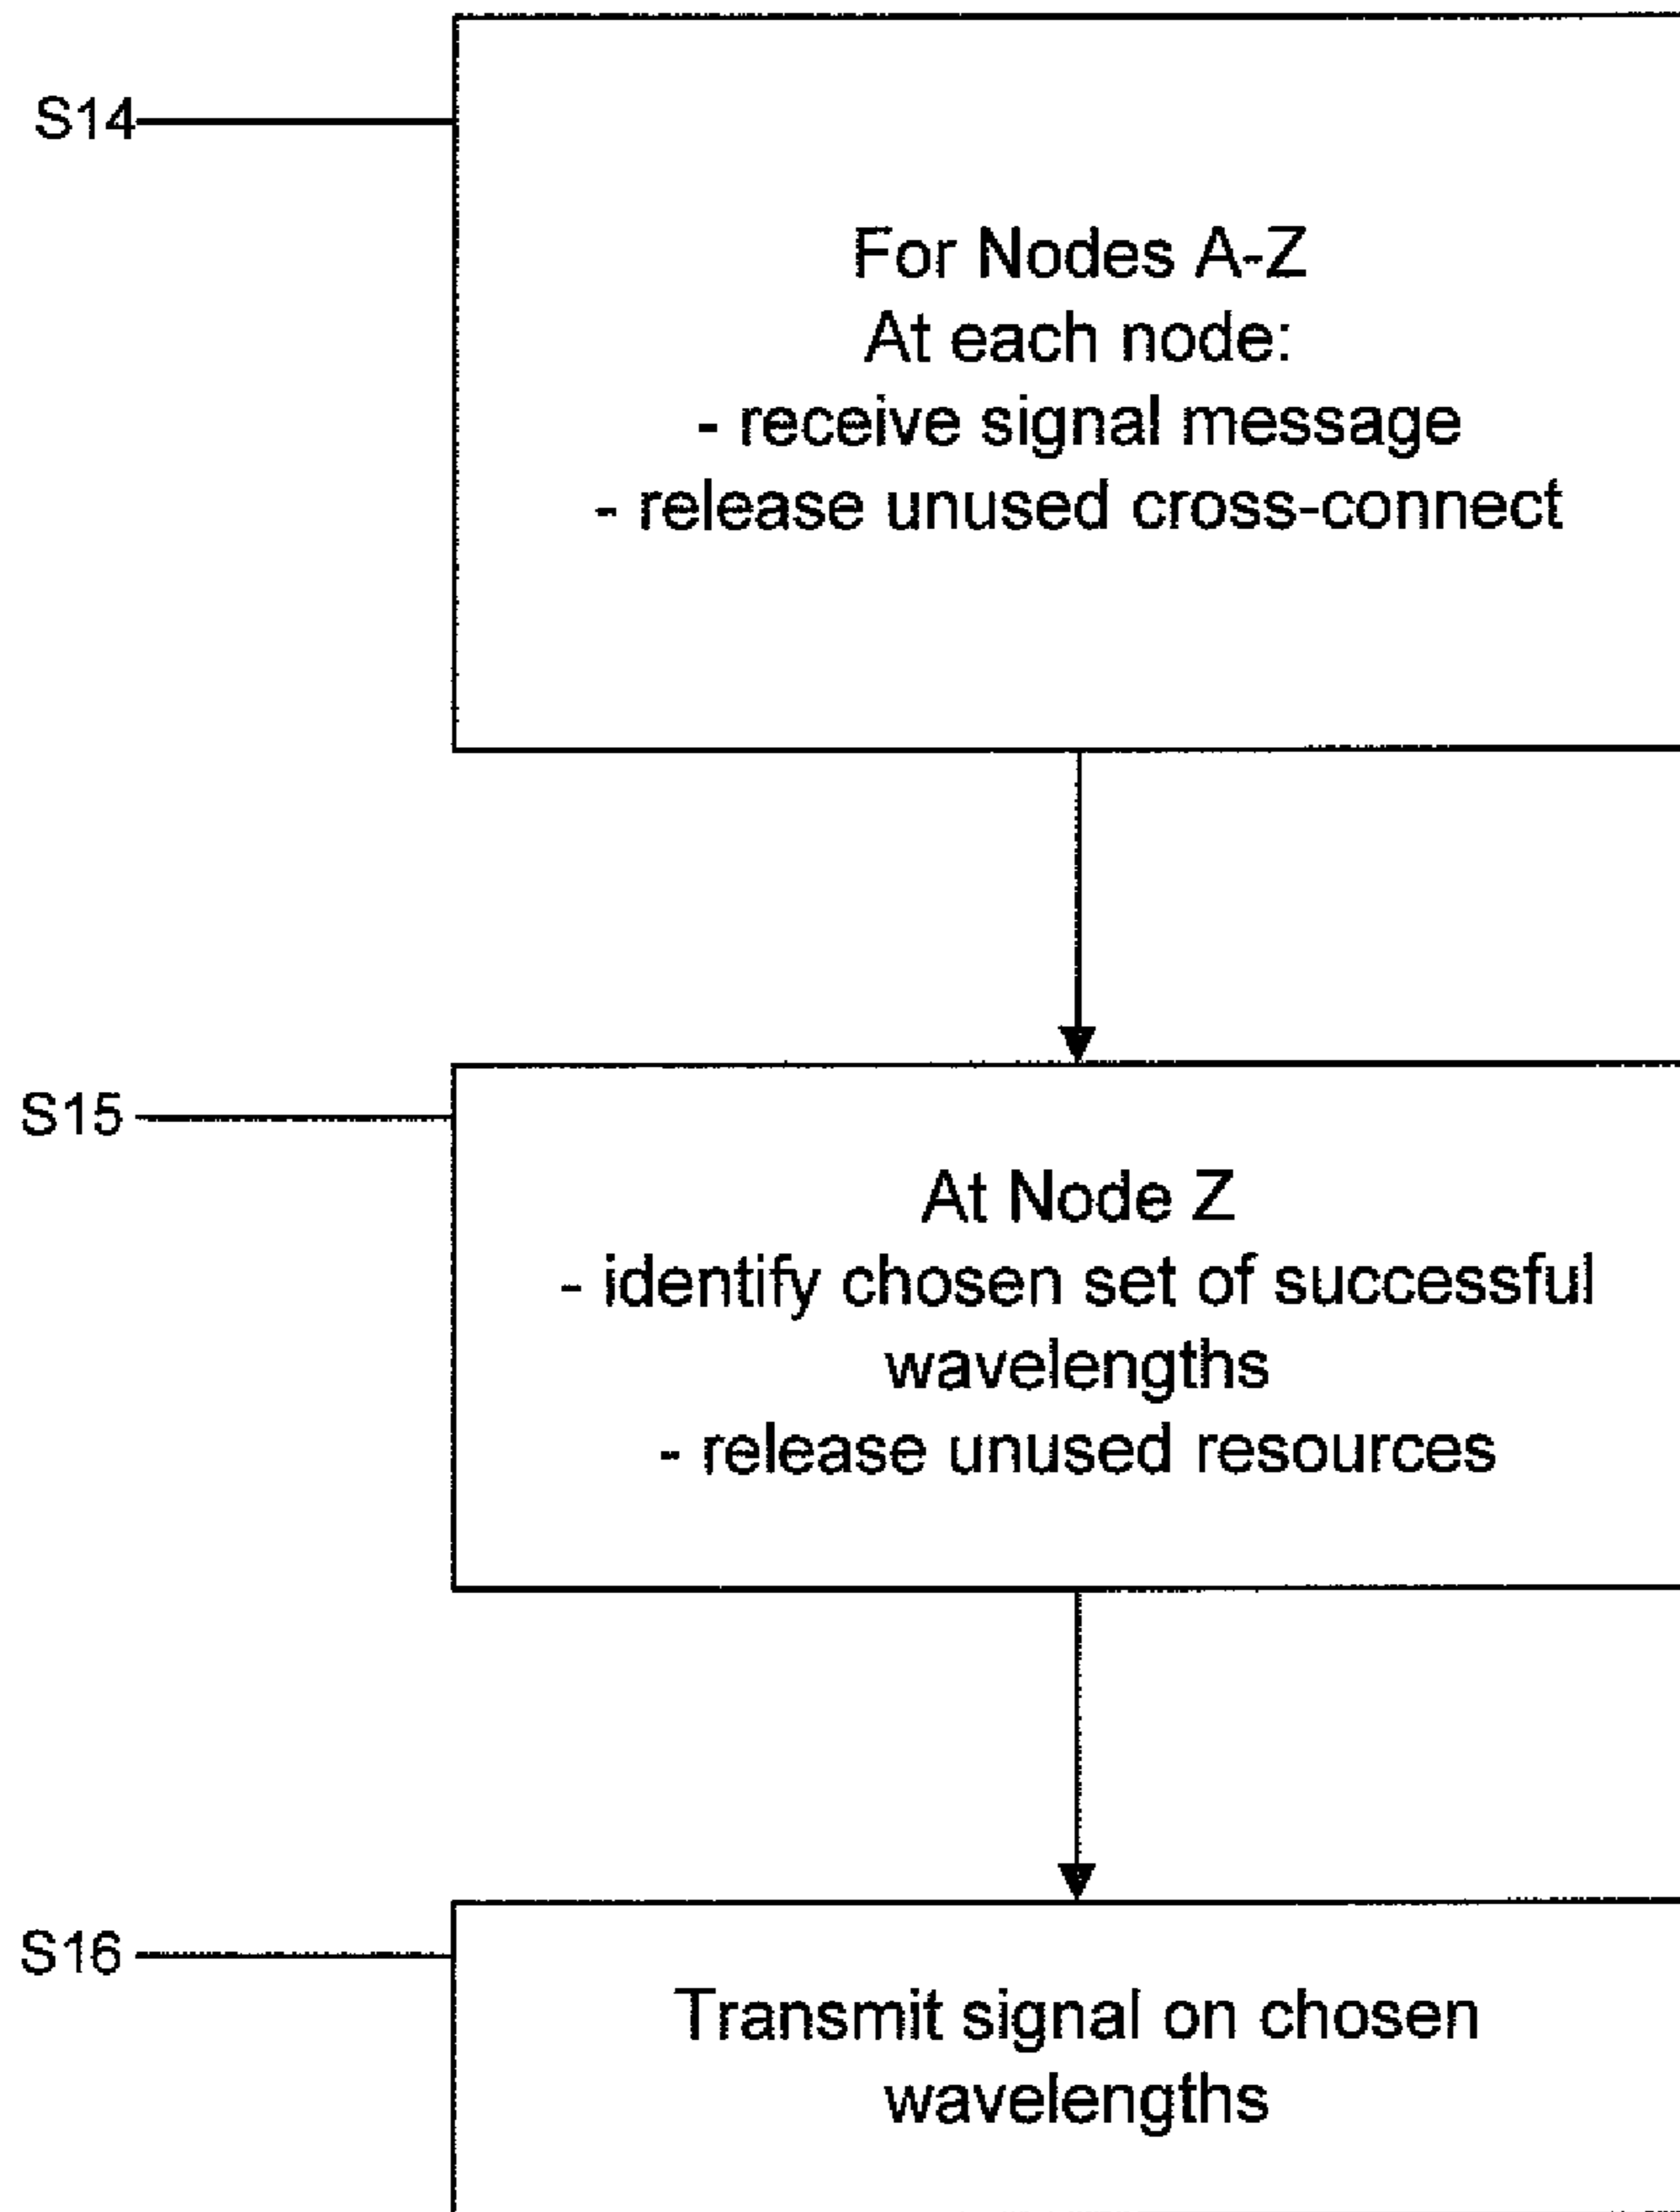 S14
For Nodes A-Z
At each node:
- receive signal message
- release unused cross-connect
S15
At Node Z
- identify chosen set of successful
wavelengths
- release unused resources
S16
Transmit signal on chosen
wavelengths